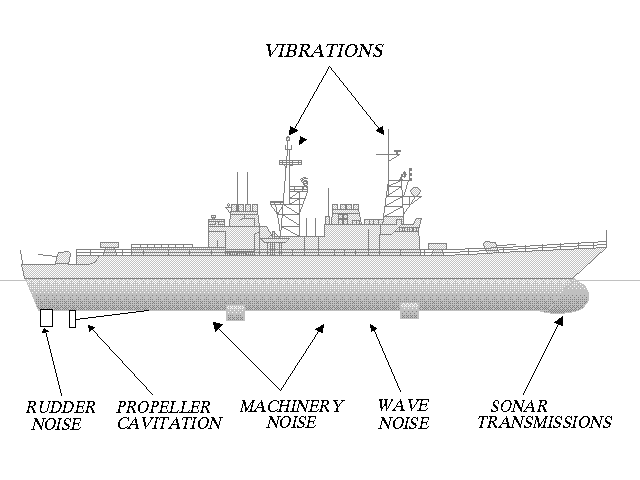 VIBRATIONS
RUDDER
NOISE
PROPELLER
CAVITATION
MACHINERY
NOISE
WAVE
NOISE
SONAR
TRANSMISSIONS